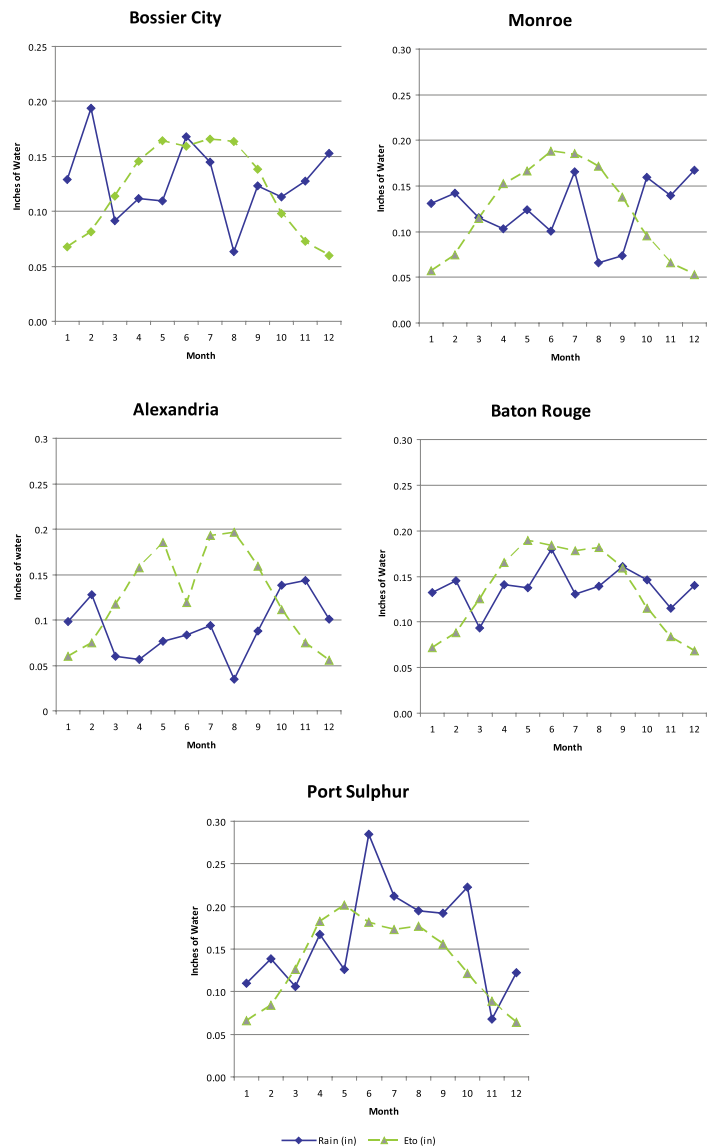 Bossier City
Inches of Water
0.25
0.20
0.15
0.10
0.05
0.00
1 2 3 4 5 6 7 8 9 10 11 12
Month
Monroe
Inches of Water
0.30
0.25
0.20
0.15
0.10
0.05
0.00
1 2 3 4 5 6 7 8 9 10 11 12
Month
Alexandria
Inches of water
0.3
0.25
0.2
0.15
0.1
0.05
0
1 2 3 4 5 6 7 8 9 10 11 12
Month
Baton Rouge
Inches of Water
0.30
0.25
0.20
0.15
0.10
0.05
0.00
1 2 3 4 5 6 7 8 9 10 11 12
Month
Port Sulphur
Inches of Water
0.30
0.25
0.20
0.15
0.10
0.05
0.00
1 2 3 4 5 6 7 8 9 10 11 12
Month
Rain (in) Eto (in)